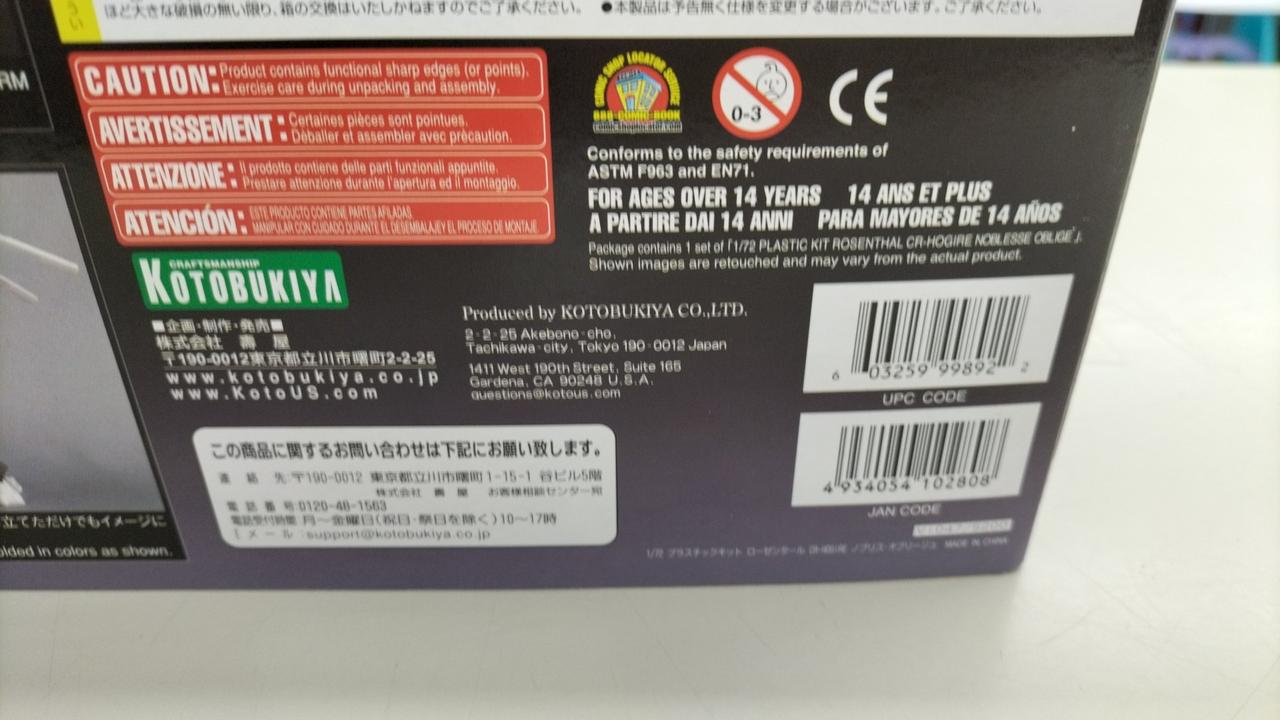 ほど大きな破損の無い限り、箱の交換はいたしかねますのでご了承ください。 ●本製品は予告無く仕様を変更する場合がございます。ご了承ください。
RM
CAUTION: Product contains functional sharp edges (or points).
Exercise care during unpacking and assembly.
AVERTISSEMENT: Certaines pièces sont pointues.
Déballer et assembler avec précaution.
ATTENZIONE: Il prodotto contiene delle parti funzionali appuntite.
Prestare attenzione durante l'apertura ed il montaggio.
ATENCIÓN: ESTE PRODUCTO CONTIENE PARTES AFILADAS.
MANIPULAR CON CUIDADO DURANTE EL DESEMBALAJE Y EL PROCESO DE MONTAJE
COMIC SHOP LOCATOR SERVICE
888-COMIC-BOOK
comicshoplocator.com
0-3
CE
Conforms to the safety requirements of
ASTM F963 and EN71.
FOR AGES OVER 14 YEARS 14 ANS ET PLUS
A PARTIRE DAI 14 ANNI PARA MAYORES DE 14 AÑOS
Package contains 1 set of「1/72 PLASTIC KIT ROSENTHAL CR-HOGIRE NOBLESSE OBLIGE」.
Shown images are retouched and may vary from the actual product.
CRAFTSMANSHIP
KOTOBUKIYA
■企画・制作・発売■
株式会社 壽 屋
〒190-0012東京都立川市曙町2-2-25
www.kotobukiya.co.jp
www.KotoUS.com
Produced by KOTOBUKIYA CO.,LTD.
2-2-25 Akebono-cho,
Tachikawa-city, Tokyo 190-0012 Japan
1411 West 190th Street, Suite 165
Gardena, CA 90248 U.S.A.
questions@kotous.com
6 03259 99892 2
UPC CODE
4 934054 102808
JAN CODE
この商品に関するお問い合わせは下記にお願い致します。
連絡先:〒190-0012 東京都立川市曙町1-15-1 谷ビル5階
株式会社 壽 屋 お客様相談センター宛
電話番号:0120-48-1563
電話受付時間 月～金曜日(祝日・祭日を除く)10～17時
Eメール:support@kotobukiya.co.jp
立てただけでもイメージに
olded in colors as shown.
1/72 プラスチックキット ローゼンタール CR-HOGIRE ノブリス・オブリージュ MADE IN CHINA